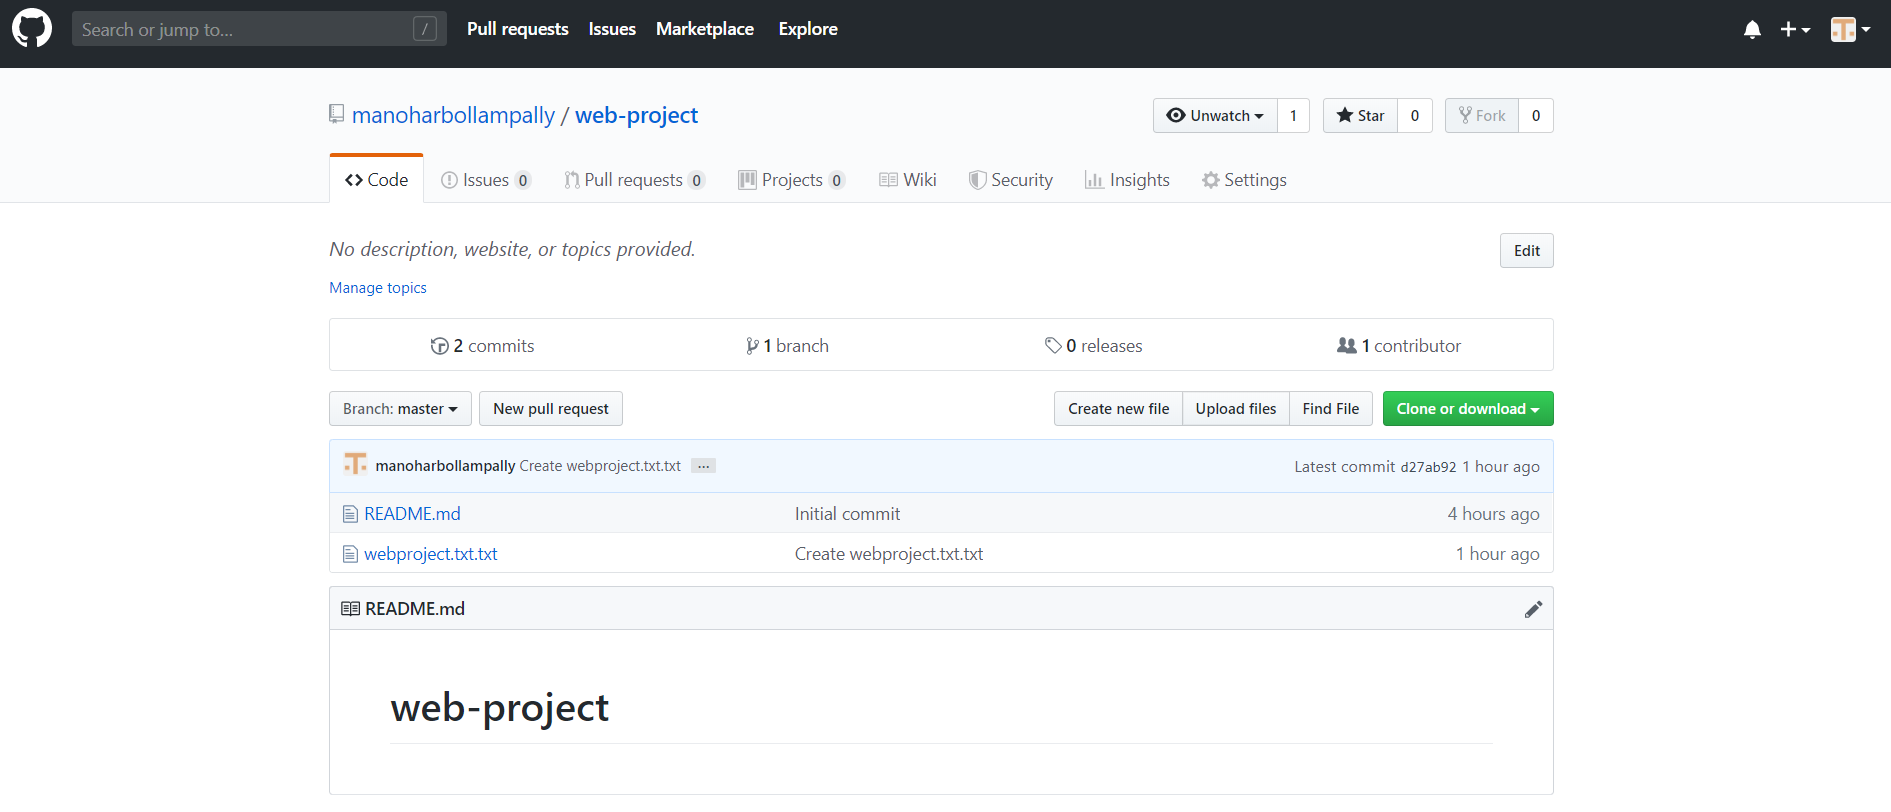 Search or jump to... /
Pull requests Issues Marketplace Explore
manoharbollampally / web-project
Unwatch 1 Star 0 Fork 0
Code Issues 0 Pull requests 0 Projects 0 Wiki Security Insights Settings
No description, website, or topics provided. Edit
Manage topics
2 commits 1 branch 0 releases 1 contributor
Branch: master New pull request Create new file Upload files Find File Clone or download
manoharbollampally Create webproject.txt.txt ... Latest commit d27ab92 1 hour ago
README.md Initial commit 4 hours ago
webproject.txt.txt Create webproject.txt.txt 1 hour ago
README.md
web-project